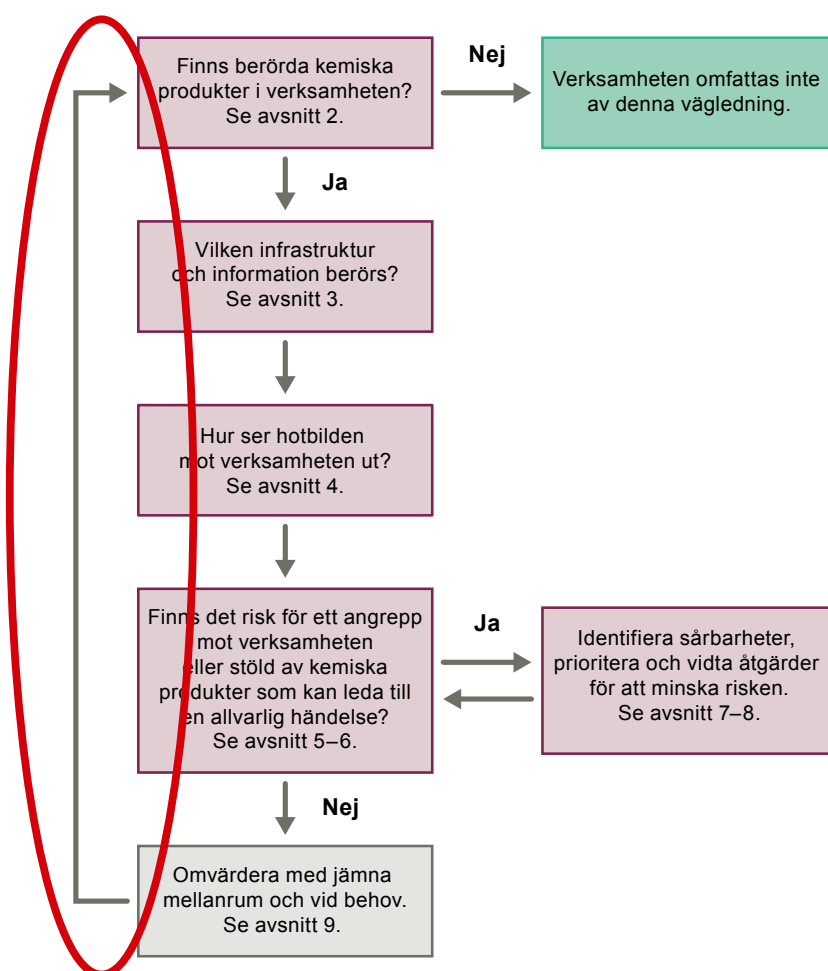 Finns berörda kemiska
produkter i verksamheten?
Se avsnitt 2.
Nej
Verksamheten omfattas inte
av denna vägledning.
Ja
Vilken infrastruktur
och information berörs?
Se avsnitt 3.
Hur ser hotbilden
mot verksamheten ut?
Se avsnitt 4.
Finns det risk för ett angrepp
mot verksamheten
eller stöld av kemiska
produkter som kan leda till
en allvarlig händelse?
Se avsnitt 5–6.
Ja
Identifiera sårbarheter,
prioritera och vidta åtgärder
för att minska risken.
Se avsnitt 7–8.
Nej
Omvärdera med jämna
mellanrum och vid behov.
Se avsnitt 9.